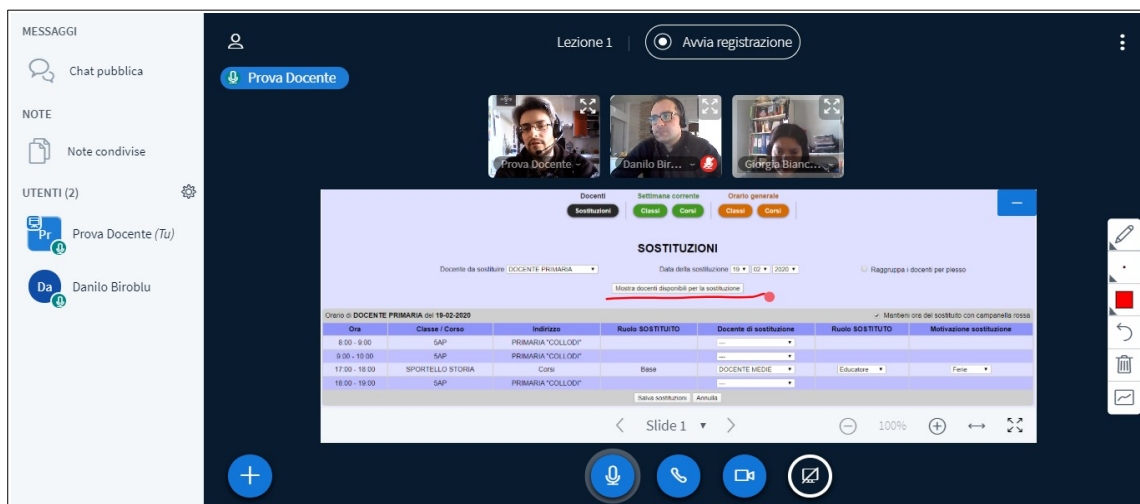 MESSAGGI
Chat pubblica
NOTE
Note condivise
UTENTI (2)
Pr
Prova Docente (Tu)
Da
Danilo Biroblu
Lezione 1
Avvia registrazione
Prova Docente
Prova Docente
Danilo Bir...
Giorgia Bianc...
Docenti Settimana corrente Orario generale
Sostituzioni Classi Corsi Classi Corsi
SOSTITUZIONI
Docente da sostituire DOCENTE PRIMARIA Data della sostituzione 19 02 2020 Raggruppa i docenti per plesso
Mostra docenti disponibili per la sostituzione
Orario di DOCENTE PRIMARIA del 19-02-2020 Mantieni ora del sostituito con campanella rossa
Ora Classe / Corso Indirizzo Ruolo SOSTITUITO Docente di sostituzione Ruolo SOSTITUTO Motivazione sostituzione
8:00 - 9:00 5AP PRIMARIA "COLLODI" ---
9:00 - 10:00 5AP PRIMARIA "COLLODI" ---
17:00 - 18:00 SPORTELLO STORIA Corsi Base DOCENTE MEDIE Educatore Ferie
18:00 - 19:00 5AP PRIMARIA "COLLODI" ---
Salva sostituzioni Annulla
Slide 1
100%